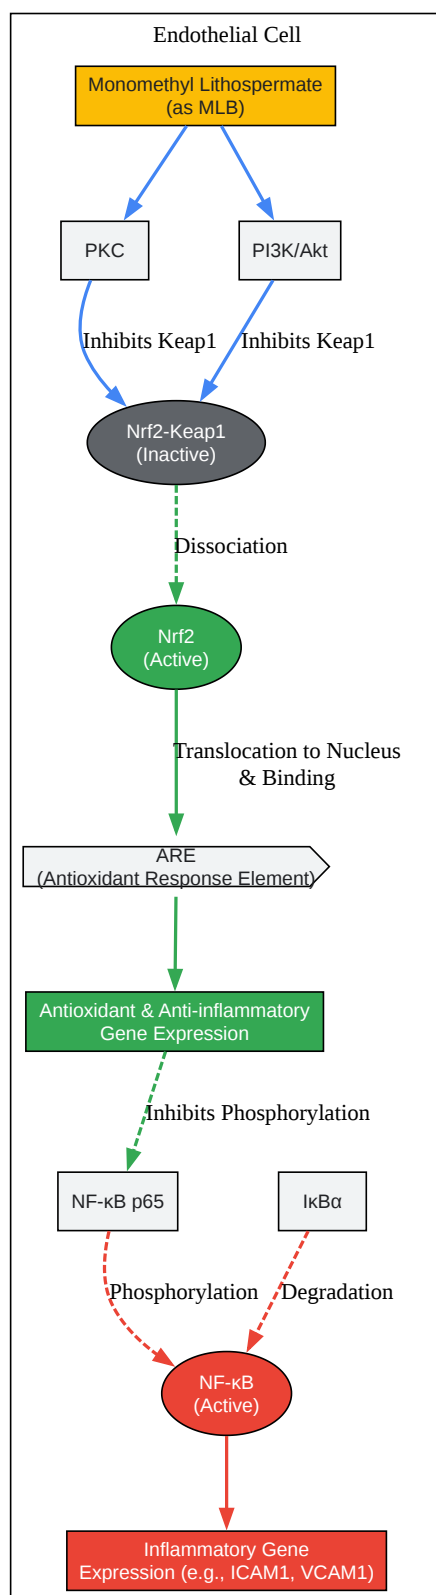 Endothelial Cell
Monomethyl Lithospermate
(as MLB)
PKC
PI3K/Akt
Inhibits Keap1
Inhibits Keap1
Nrf2-Keap1
(Inactive)
Dissociation
Nrf2
(Active)
Translocation to Nucleus
& Binding
ARE
(Antioxidant Response Element)
Antioxidant & Anti-inflammatory
Gene Expression
Inhibits Phosphorylation
NF-κB p65
IκBα
Phosphorylation
Degradation
NF-κB
(Active)
Inflammatory Gene
Expression (e.g., ICAM1, VCAM1)